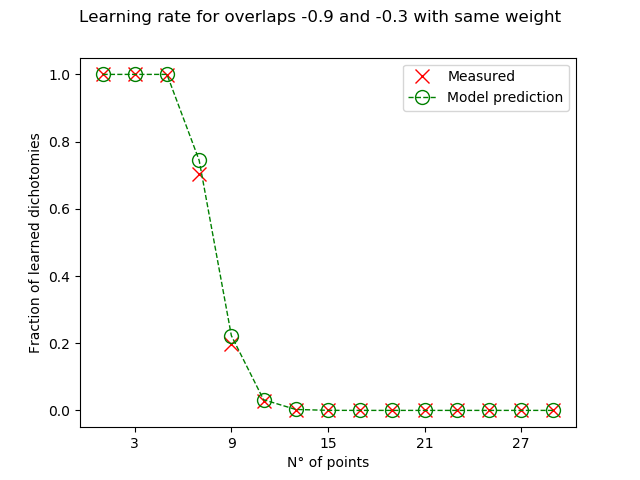 Learning rate for overlaps -0.9 and -0.3 with same weight
Measured
Model prediction
Fraction of learned dichotomies
1.0
0.8
0.6
0.4
0.2
0.0
3
9
15
21
27
N° of points